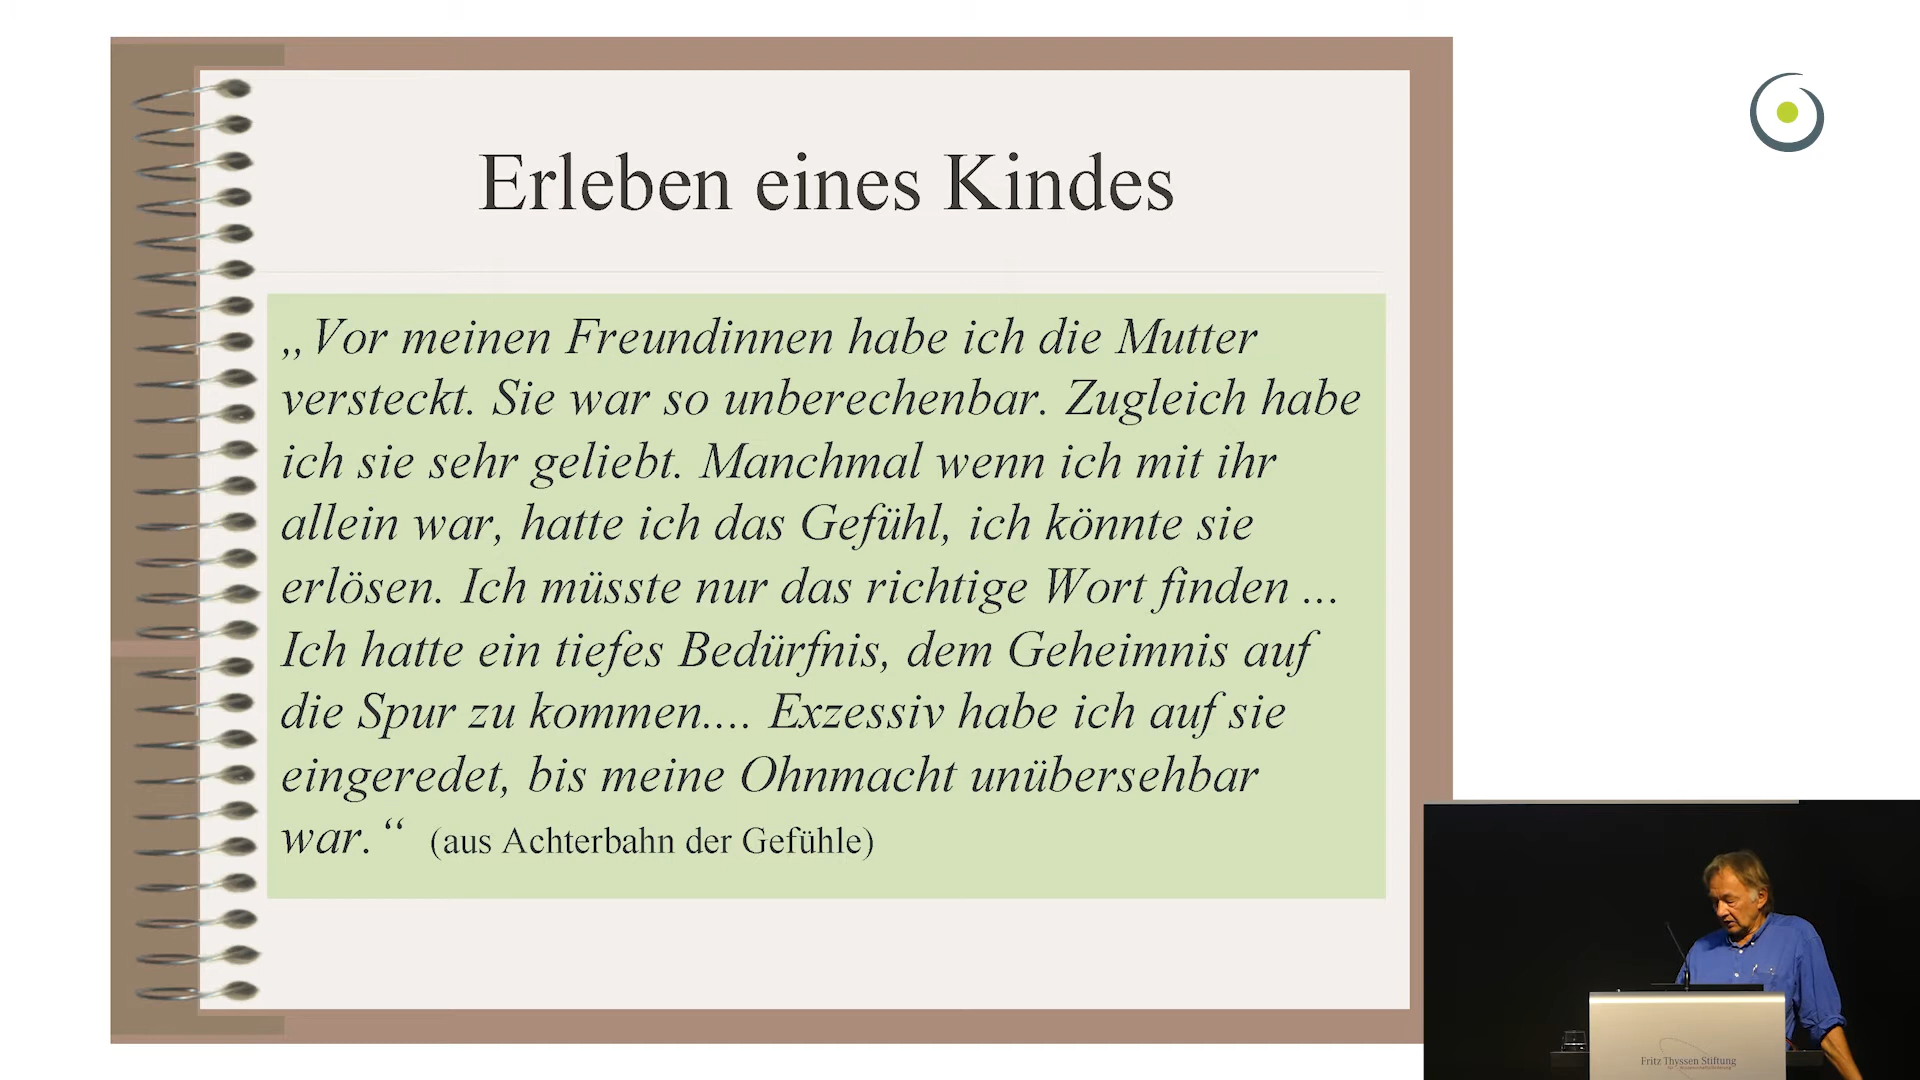 Erleben eines Kindes
„Vor meinen Freundinnen habe ich die Mutter
versteckt. Sie war so unberechenbar. Zugleich habe
ich sie sehr geliebt. Manchmal wenn ich mit ihr
allein war, hatte ich das Gefühl, ich könnte sie
erlösen. Ich müsste nur das richtige Wort finden ...
Ich hatte ein tiefes Bedürfnis, dem Geheimnis auf
die Spur zu kommen.... Exzessiv habe ich auf sie
eingeredet, bis meine Ohnmacht unübersehbar
war.“ (aus Achterbahn der Gefühle)
Fritz Thyssen Stiftung